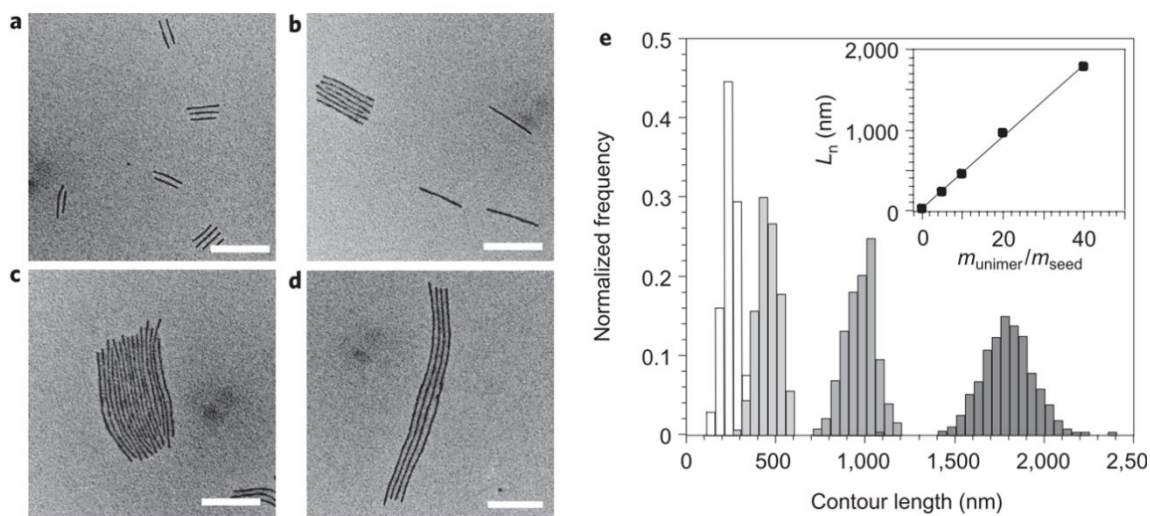 a
b
c
d
e
0.5
0.4
0.3
0.2
0.1
0
Normalized frequency
0
500
1,000
1,500
2,000
2,50
Contour length (nm)
2,000
1,000
0
Lₙ (nm)
0
20
40
m_unimer/m_seed